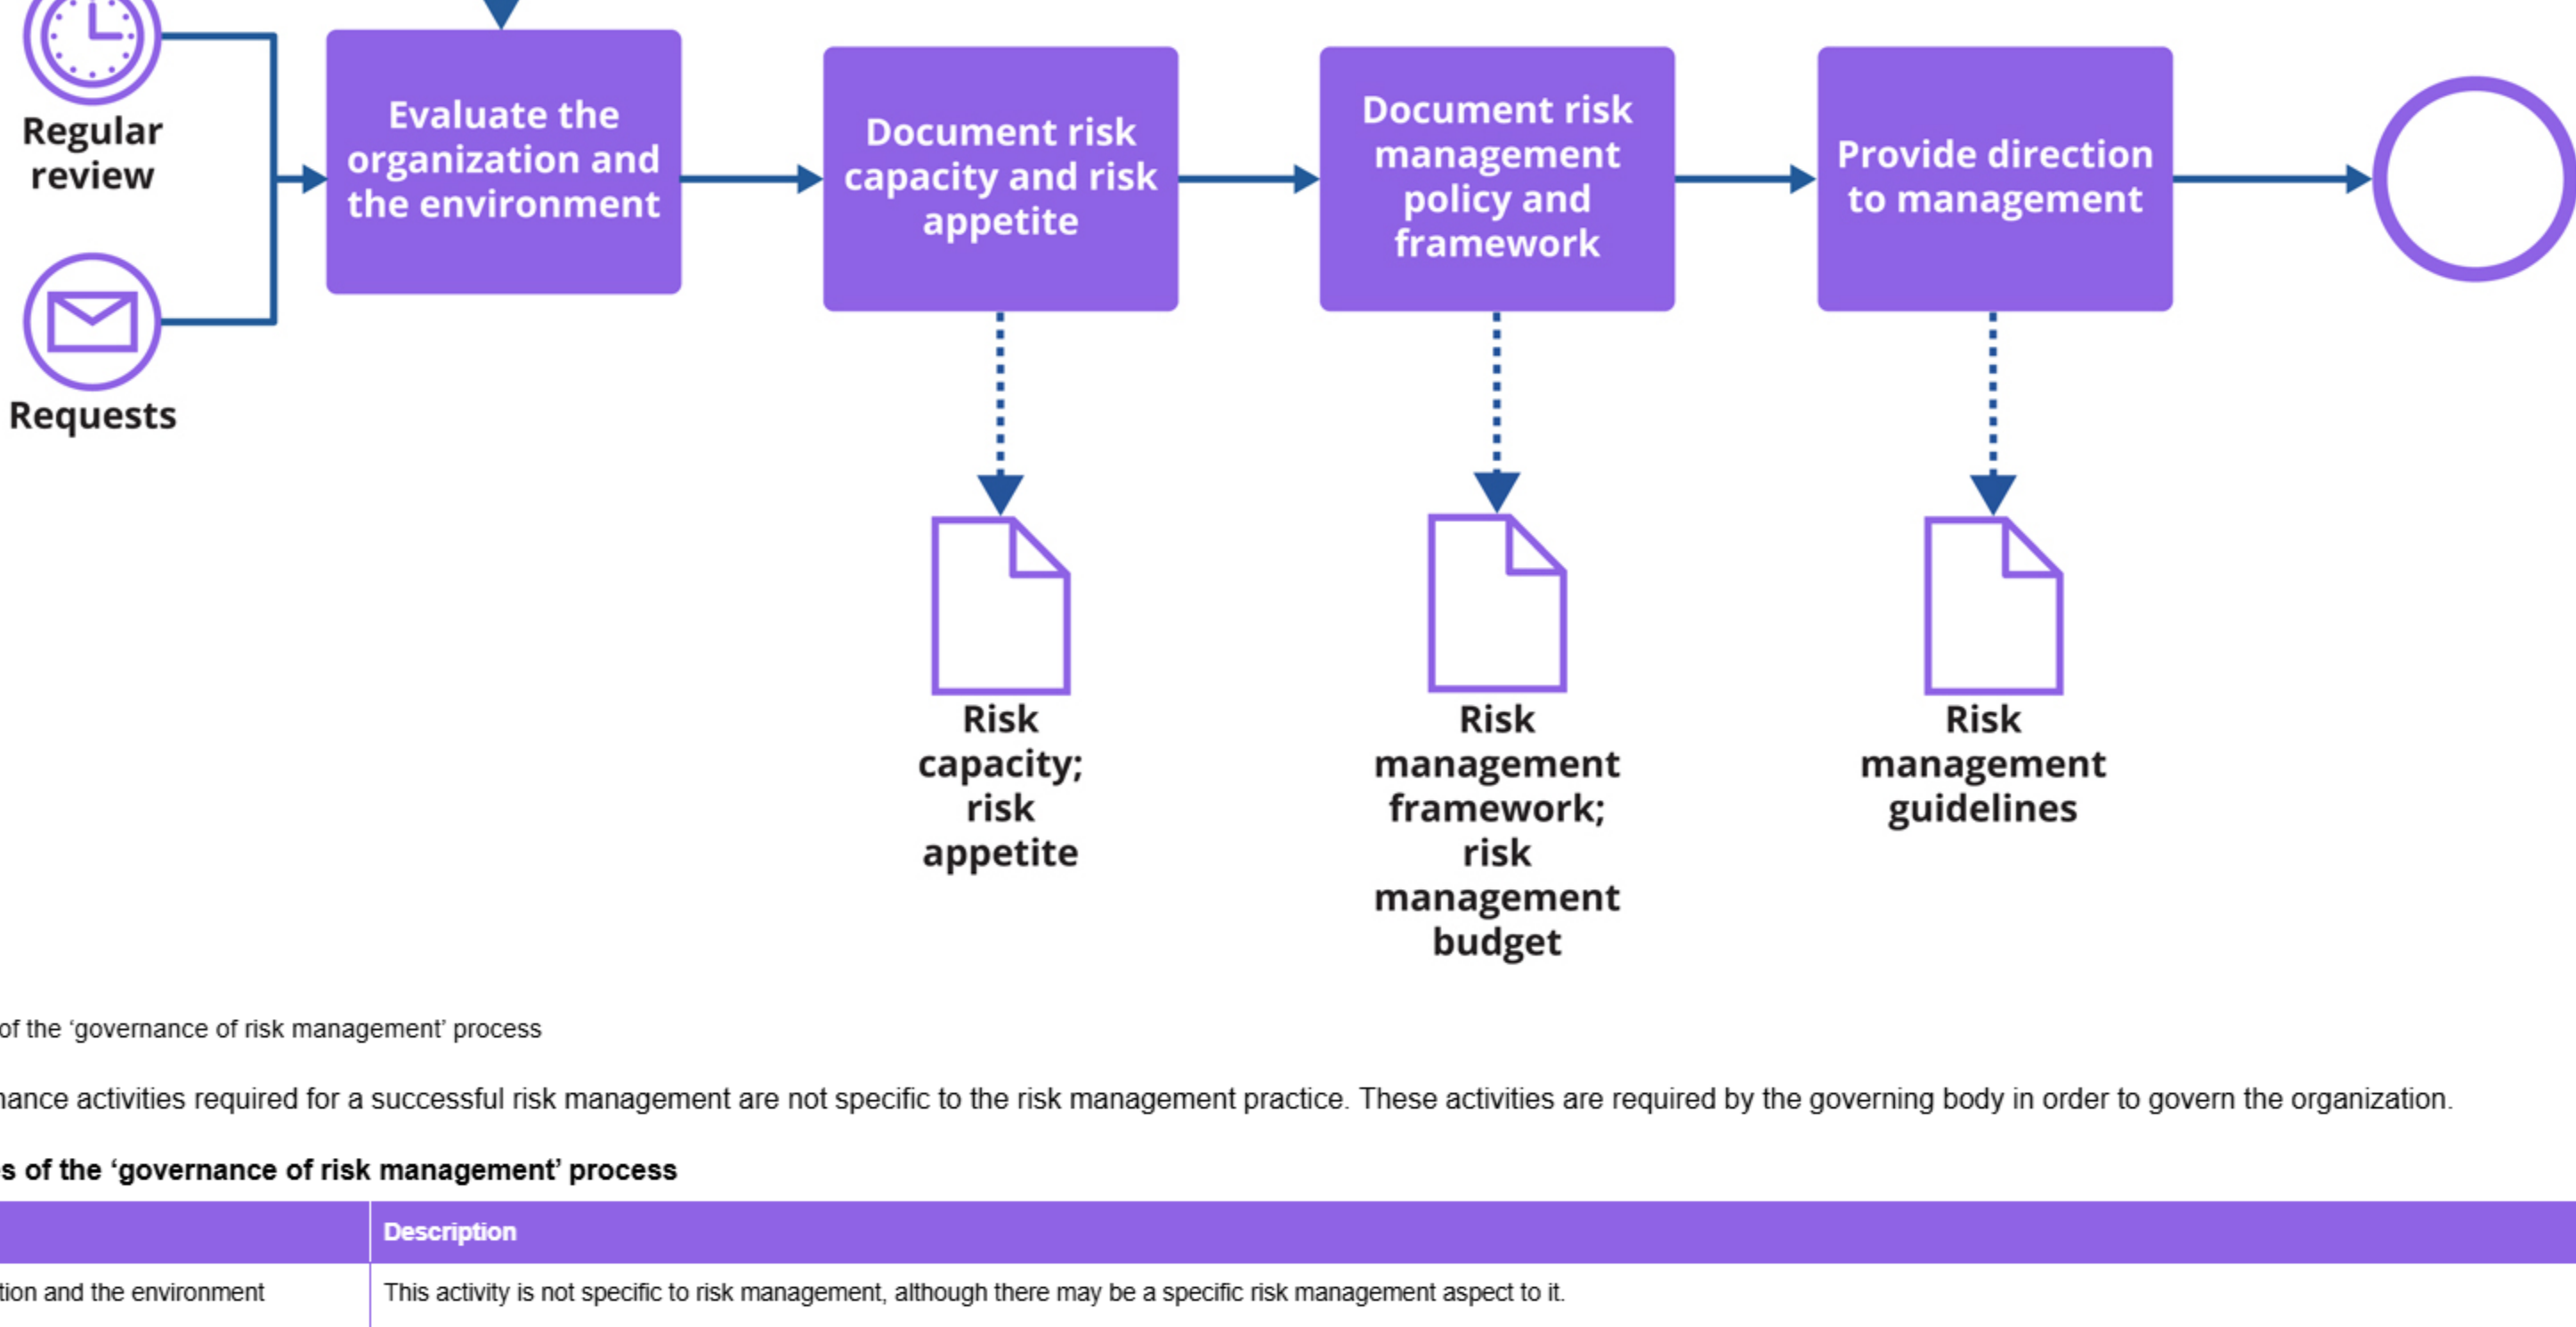 Regular
review
Requests
Evaluate the
organization and
the environment
Document risk
capacity and risk
appetite
Document risk
management
policy and
framework
Provide direction
to management
Risk
capacity;
risk
appetite
Risk
management
framework;
risk
management
budget
Risk
management
guidelines
of the ‘governance of risk management’ process
activities required for a successful risk management are not specific to the risk management practice. These activities are required by the governing body in order to govern the organization.
of the ‘governance of risk management’ process
Description
and the environment
This activity is not specific to risk management, although there may be a specific risk management aspect to it.